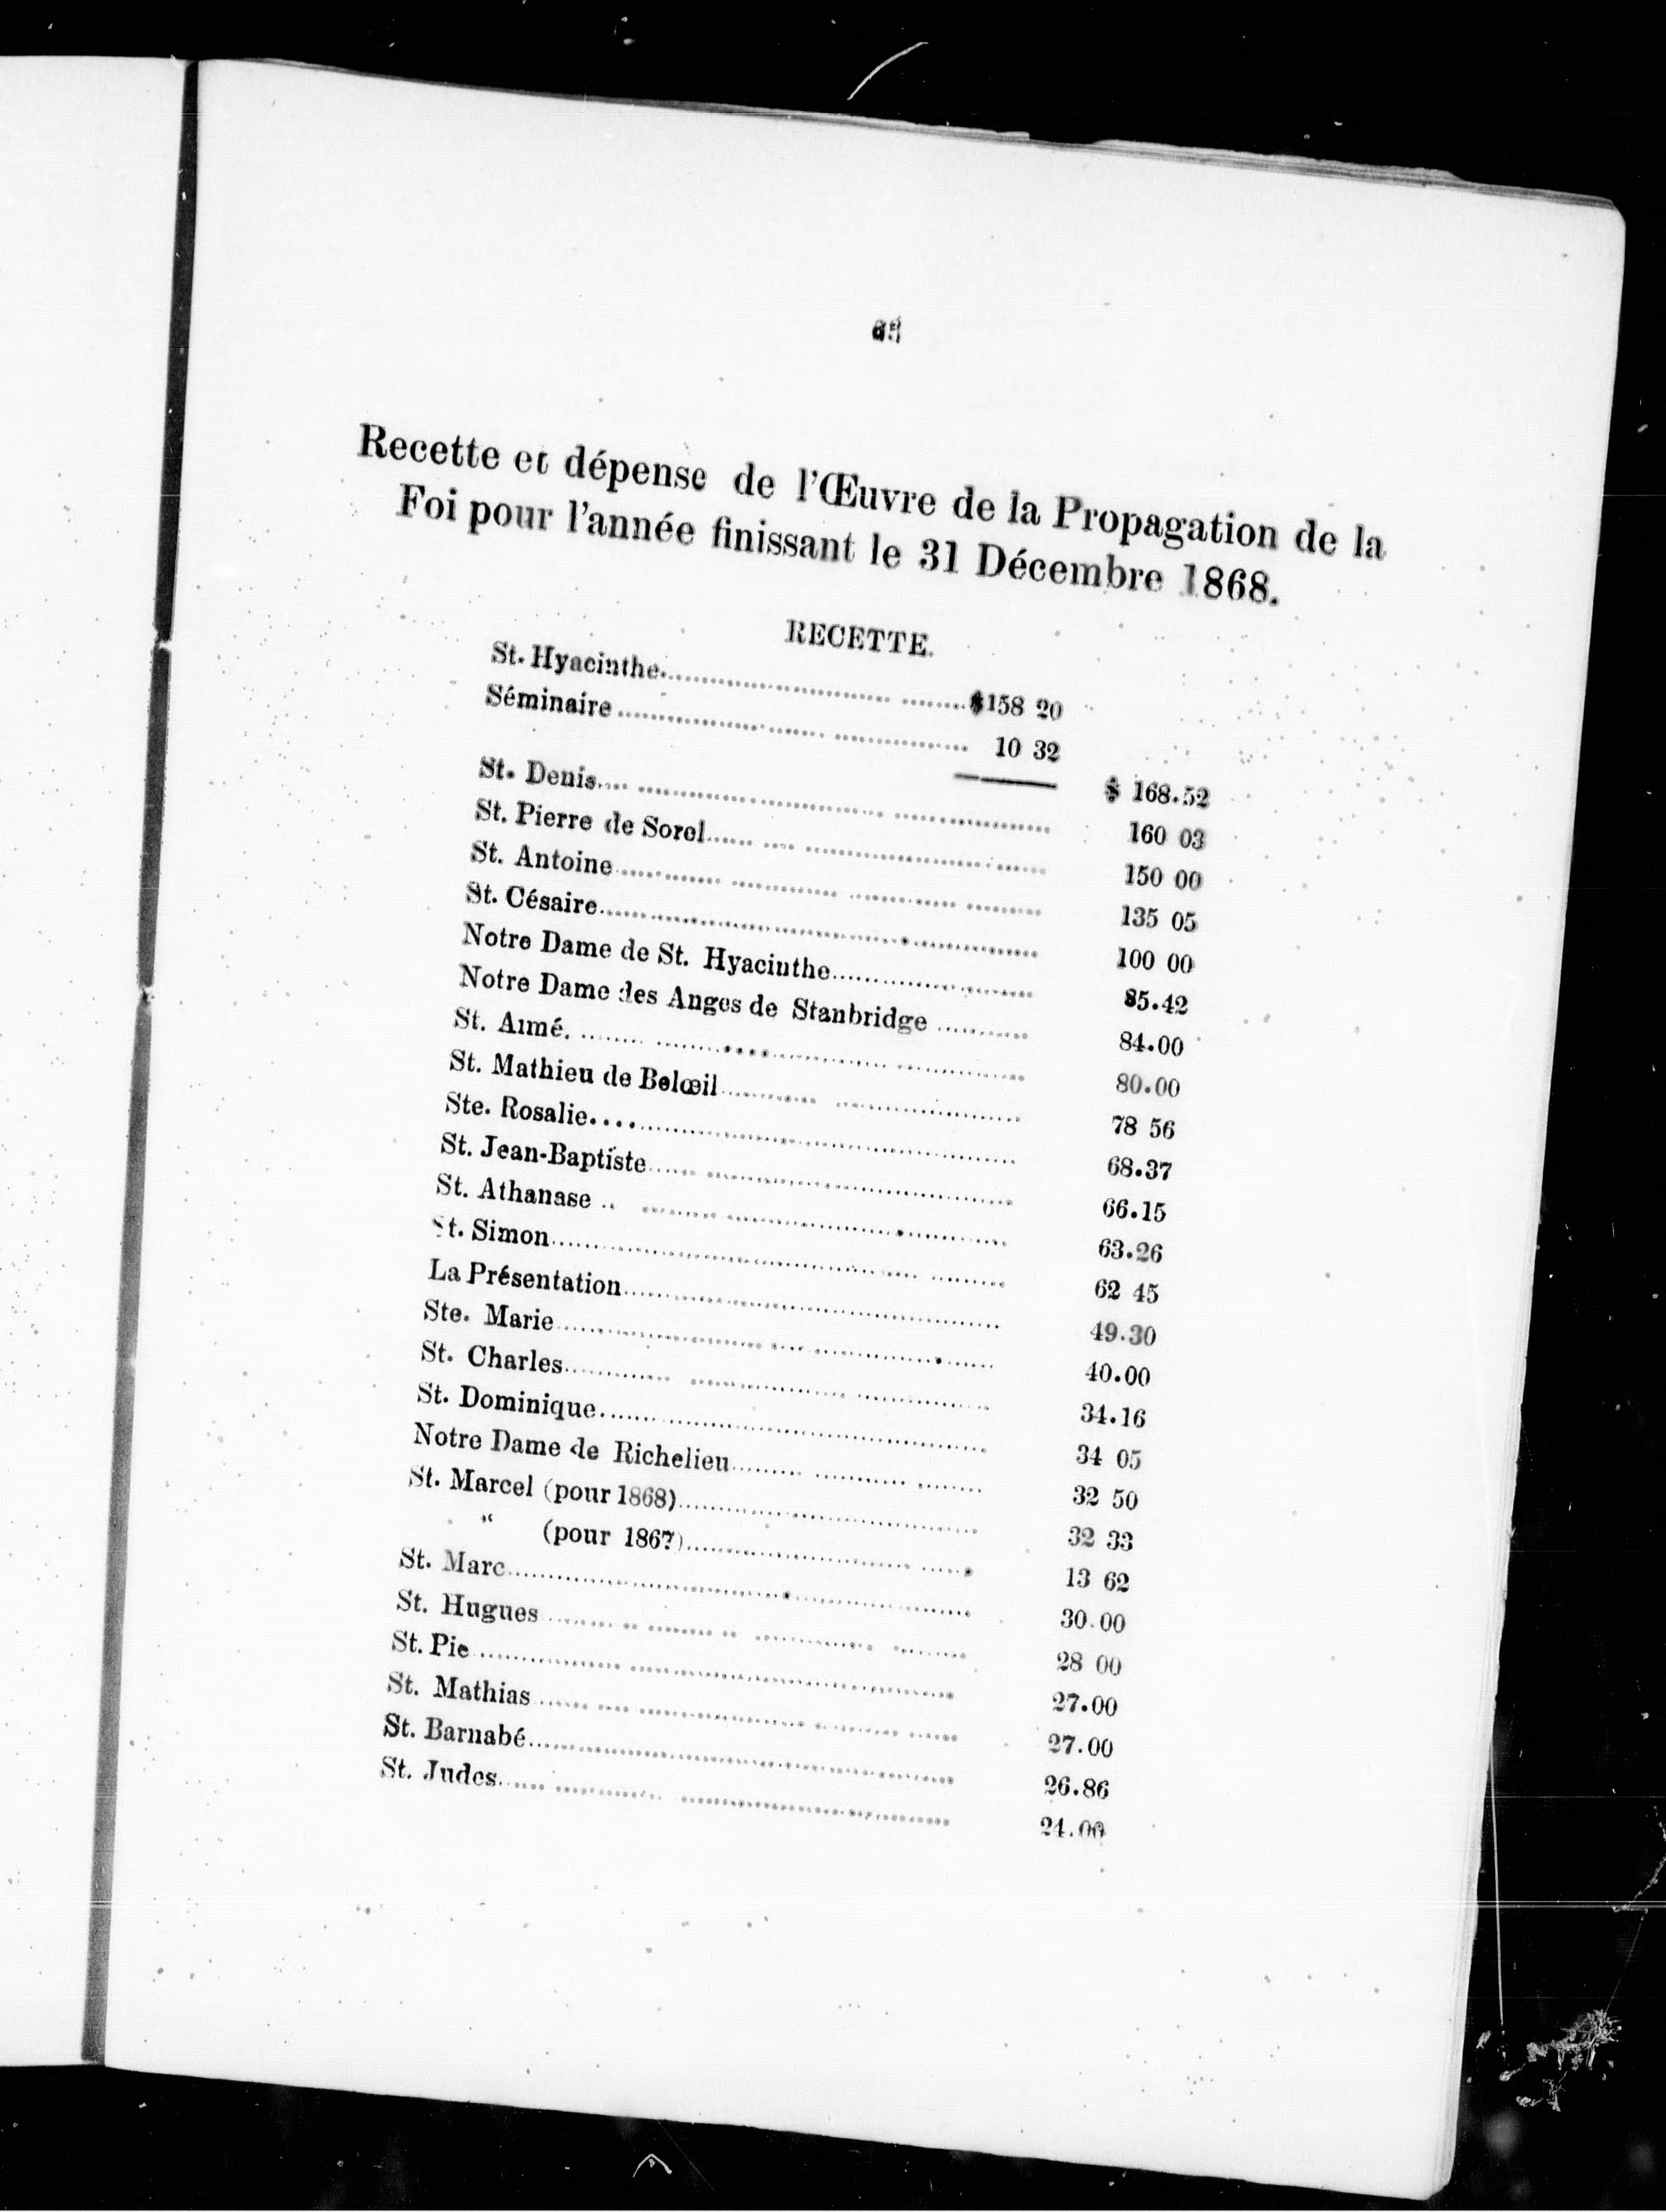 Recette et dépense de l'Œuvre de la Propagation de la
Foi pour l'année finissant le 31 Décembre 1868.
RECETTE.
St. Hyacinthe.................... $158 20
Séminaire.................... 10 32
$ 168.52
St. Denis.................... 160 03
St. Pierre de Sorel.................... 150 00
St. Antoine.................... 135 05
St. Césaire.................... 100 00
Notre Dame de St. Hyacinthe.................... 85.42
Notre Dame des Anges de Stanbridge.................... 84.00
St. Aimé.................... 80.00
St. Mathieu de Belœil.................... 78 56
Ste. Rosalie.................... 68.37
St. Jean-Baptiste.................... 66.15
St. Athanase.................... 63.26
St. Simon.................... 62 45
La Présentation.................... 49.30
Ste. Marie.................... 40.00
St. Charles.................... 34.16
St. Dominique.................... 34 05
Notre Dame de Richelieu.................... 32 50
St. Marcel (pour 1868).................... 32 33
" (pour 1867).................... 13 62
St. Marc.................... 30.00
St. Hugues.................... 28 00
St. Pie.................... 27.00
St. Mathias.................... 27.00
St. Barnabé.................... 26.86
St. Judes.................... 24.00